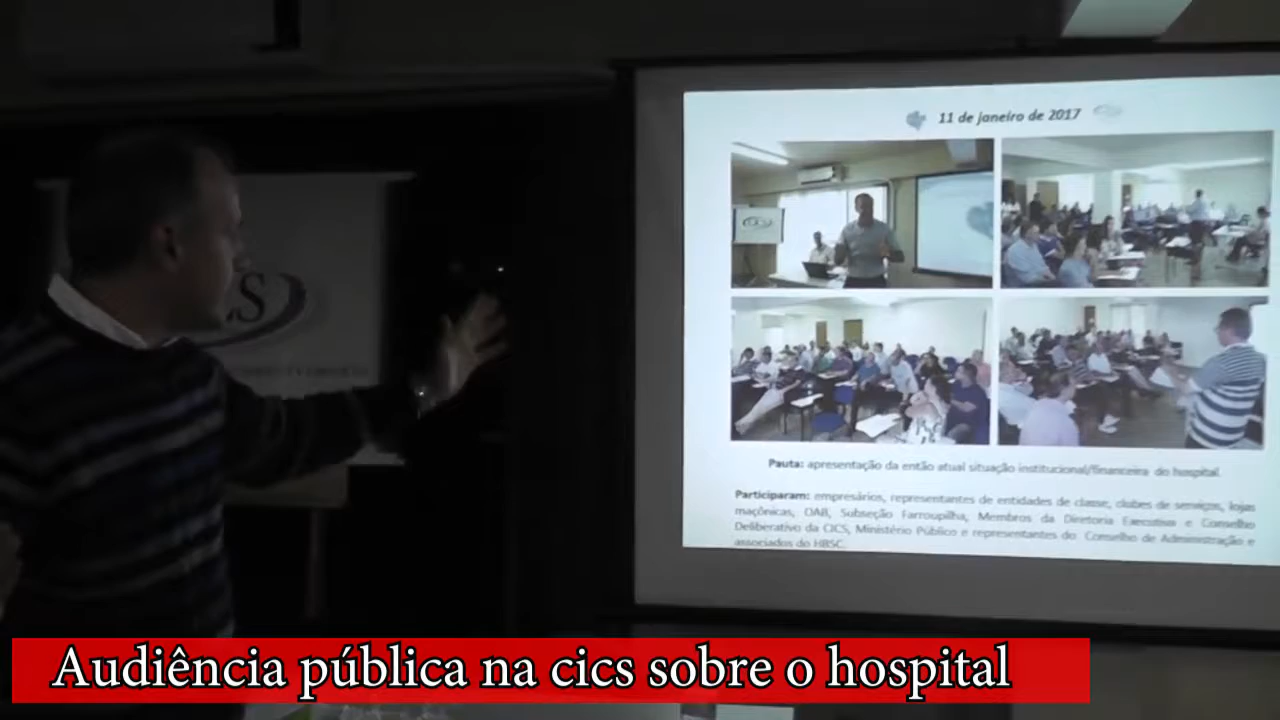 11 de janeiro de 2017
CICS
CS
Pauta: apresentação da então atual situação institucional/financeira do hospital.
Participaram: empresários, representantes de entidades de classe, clubes de serviços, lojas
maçônicas, OAB, Subseção Farroupilha, Membros da Diretoria Executiva e Conselho
Deliberativo da CICS, Ministério Público e representantes do Conselho de Administração e
associados do HBSC.
Audiência pública na cics sobre o hospital